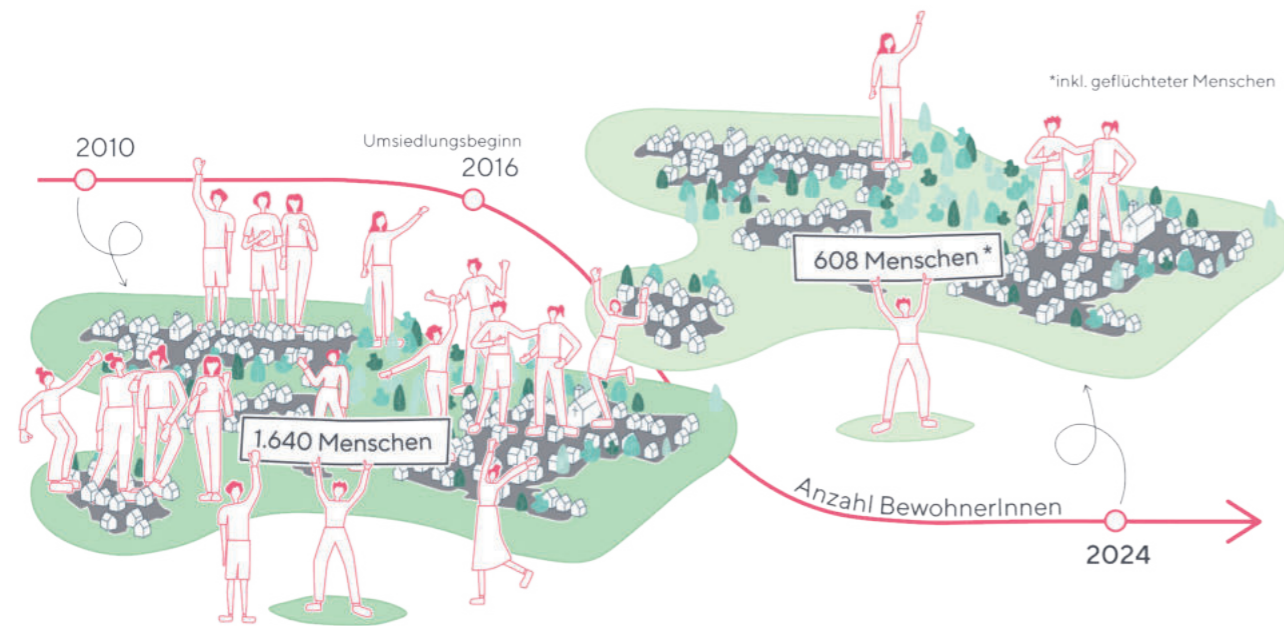 2010
Umsiedlungsbeginn
2016
*inkl. geflüchteter Menschen
608 Menschen*
1.640 Menschen
Anzahl BewohnerInnen
2024